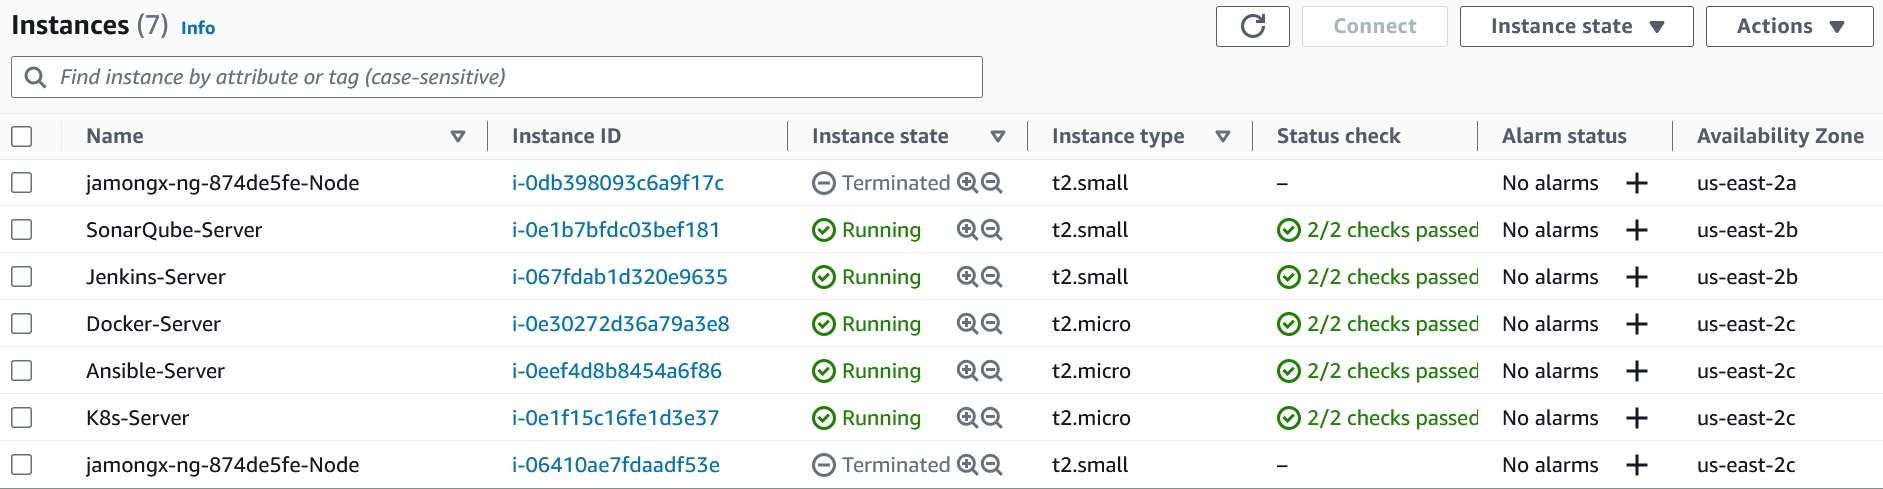 Instances (7) Info Connect Instance state Actions
Find instance by attribute or tag (case-sensitive)
Name Instance ID Instance state Instance type Status check Alarm status Availability Zone
jamongx-ng-874de5fe-Node i-0db398093c6a9f17c Terminated t2.small – No alarms + us-east-2a
SonarQube-Server i-0e1b7bfdc03bef181 Running t2.small 2/2 checks passed No alarms + us-east-2b
Jenkins-Server i-067fdab1d320e9635 Running t2.small 2/2 checks passed No alarms + us-east-2b
Docker-Server i-0e30272d36a79a3e8 Running t2.micro 2/2 checks passed No alarms + us-east-2c
Ansible-Server i-0eef4d8b8454a6f86 Running t2.micro 2/2 checks passed No alarms + us-east-2c
K8s-Server i-0e1f15c16fe1d3e37 Running t2.micro 2/2 checks passed No alarms + us-east-2c
jamongx-ng-874de5fe-Node i-06410ae7fdaadf53e Terminated t2.small – No alarms + us-east-2c